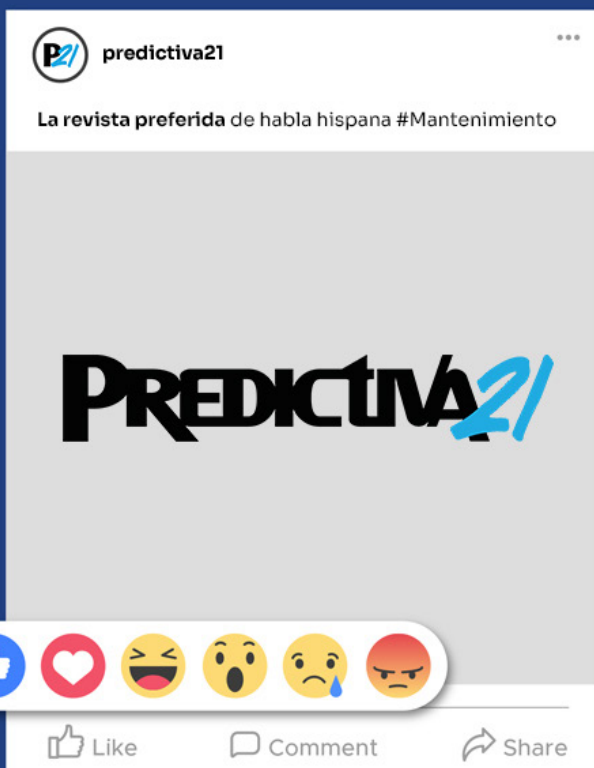 P21 predictiva21
La revista preferida de habla hispana #Mantenimiento
PREDICTIVA21
Like Comment Share